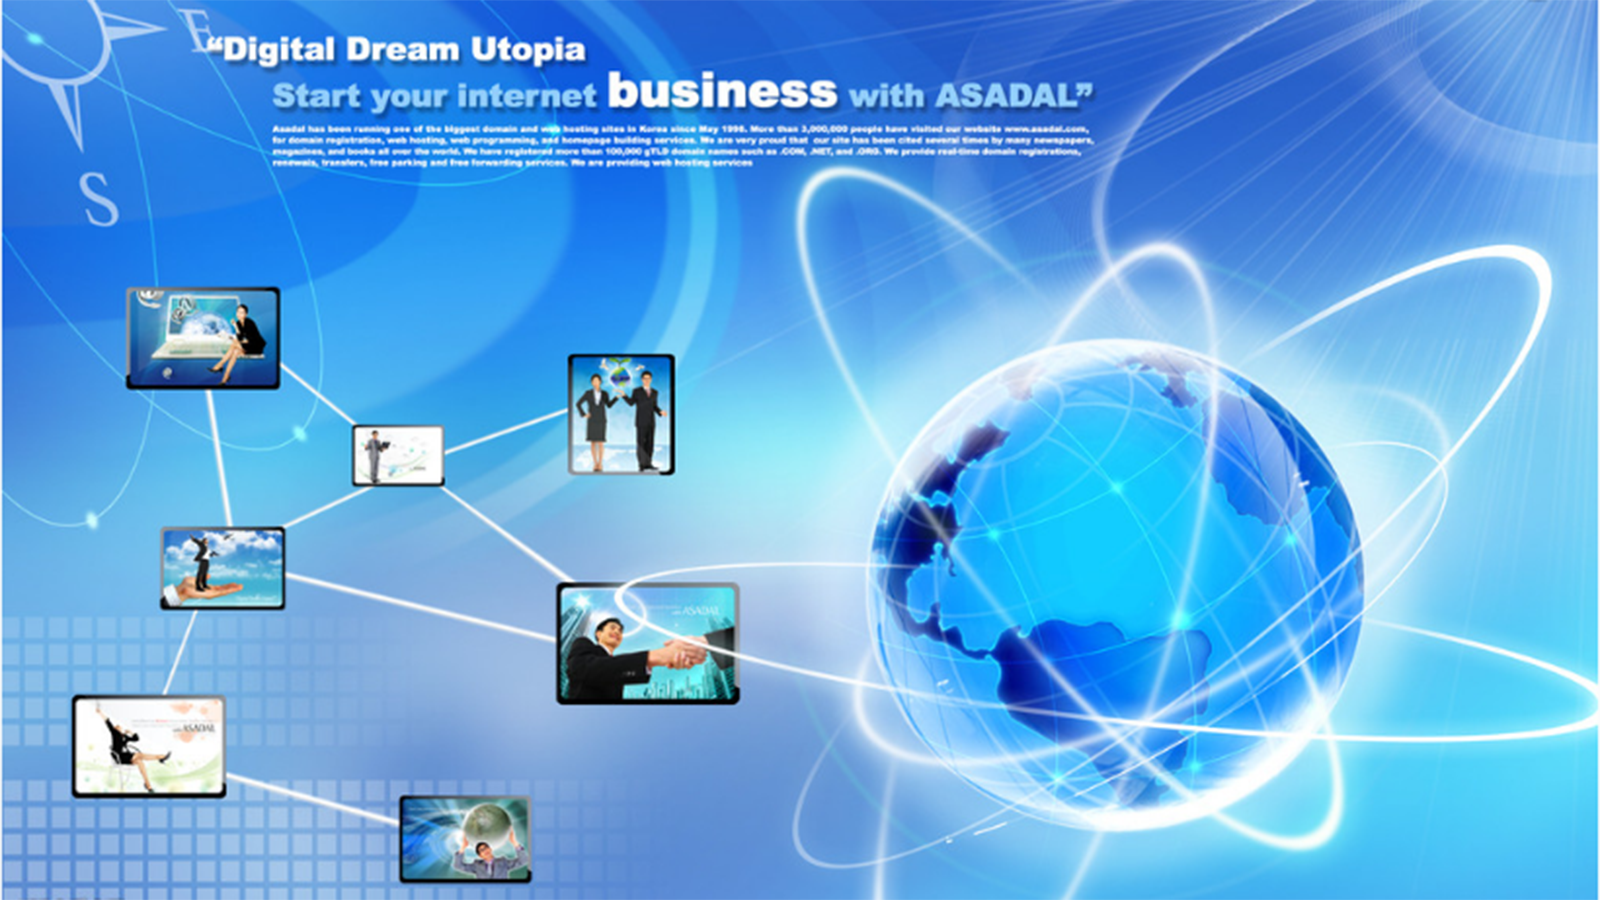 E
“Digital Dream Utopia
Start your internet business with ASADAL”
Asadal has been running one of the biggest domain and web hosting sites in Korea since May 1998. More than 3,000,000 people have visited our website www.asadal.com,
for domain registration, web hosting, web programming, and homepage building services. We are very proud that our site has been cited several times by many newspapers,
magazines, and books all over the world. We have registered more than 100,000 gTLD domain names such as .COM, .NET, and .ORG. We provide real-time domain registrations,
renewals, transfers, free parking and free forwarding services. We are providing web hosting services
S
with ASADAL
with ASADAL